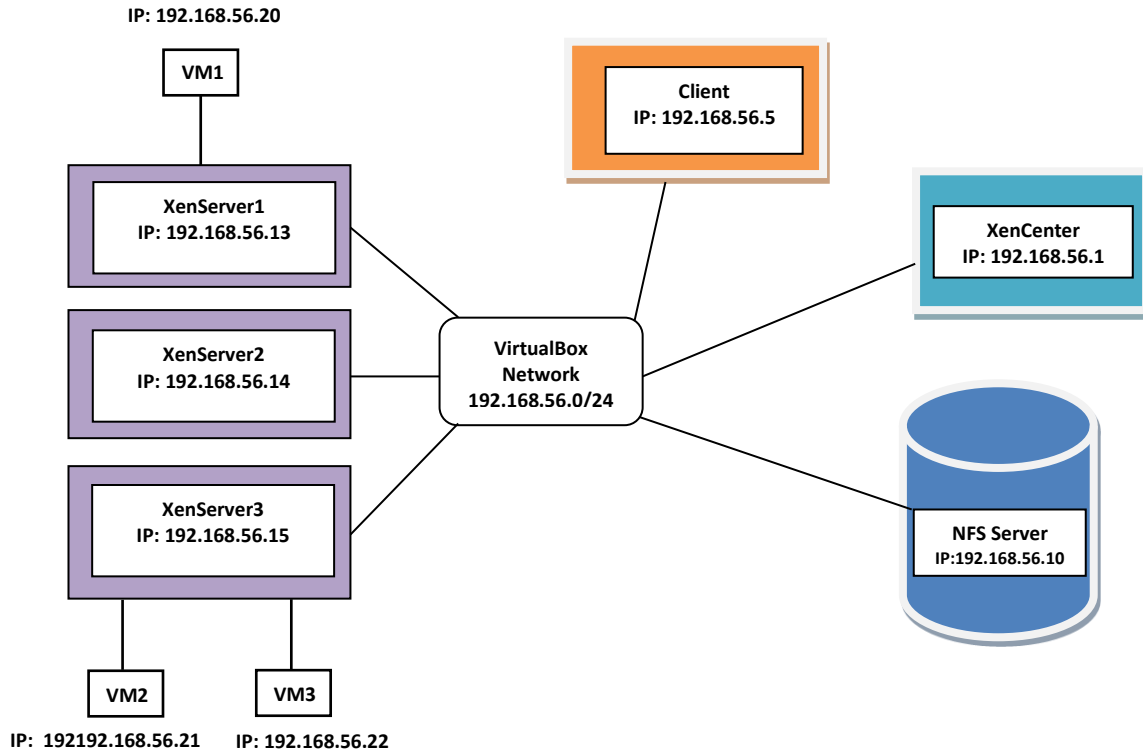 IP: 192.168.56.20
VM1
Client
IP: 192.168.56.5
XenServer1
IP: 192.168.56.13
XenCenter
IP: 192.168.56.1
XenServer2
IP: 192.168.56.14
VirtualBox
Network
192.168.56.0/24
XenServer3
IP: 192.168.56.15
NFS Server
IP:192.168.56.10
VM2
VM3
IP:  192192.168.56.21
IP: 192.168.56.22